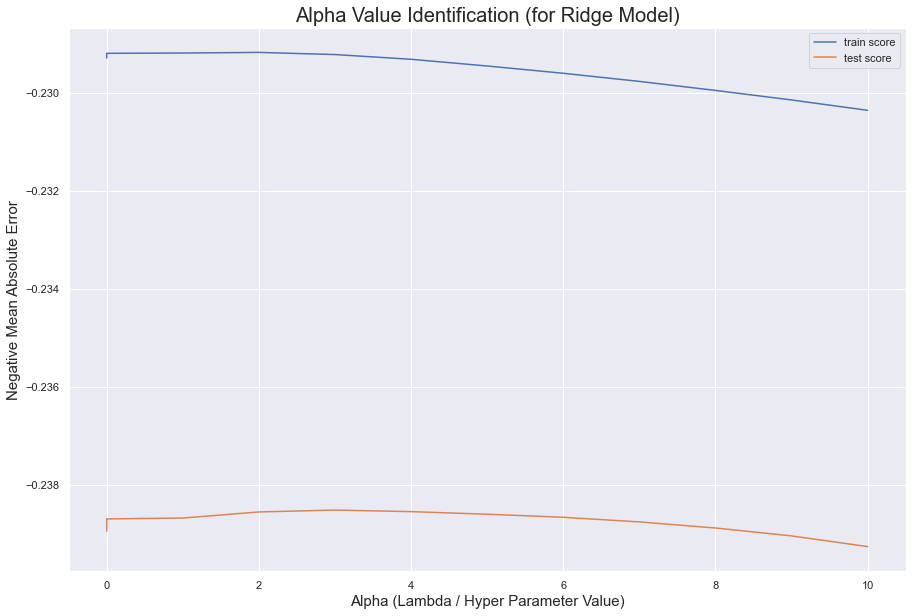 Alpha Value Identification (for Ridge Model)
train score
test score
Negative Mean Absolute Error
−0.230
−0.232
−0.234
−0.236
−0.238
0 2 4 6 8 10
Alpha (Lambda / Hyper Parameter Value)